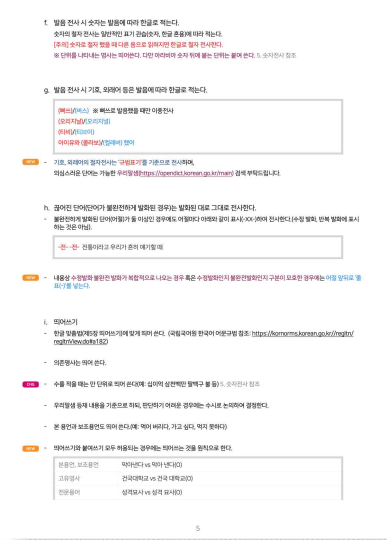 f. 발음 전사 시 숫자는 발음에 따라 한글로 적는다.
숫자의 철자 전사는 일반적인 표기 관습(숫자, 한글 혼용)에 따라 적는다.
[주의] 숫자로 철자 했을 때 다른 음으로 읽히지만 한글로 철자 전사한다.
※ 단위를 나타내는 명사는 띄어쓴다. 다만 아라비아 숫자 뒤에 붙는 단위는 붙여 쓴다. 5. 숫자전사 참조
g. 발음 전사 시 기호, 외래어 등은 발음에 따라 한글로 적는다.
(뻐쓰)/(버스) ※ 뻐쓰로 발음했을 때만 이중전사
(오리지날)/(오리지널)
(티비)/(티브이)
아이유와 (콜라보)/(컬래버) 했어
NEW - 기호, 외래어의 철자전사는 '규범표기'를 기준으로 전사하며,
의심스러운 단어는 가능한 우리말샘(https://opendict.korean.go.kr/main) 검색 부탁드립니다.
h. 끊어진 단어(단어가 불완전하게 발화된 경우)는 발화된 대로 그대로 전사한다.
- 불완전하게 발화된 단어(어절)가 둘 이상인 경우에도 어절마다 아래와 같이 표시(-XX-)하여 전사한다.(수정 발화, 반복 발화에 표시
하는 것은 아님).
-전- -전- 전통이라고 우리가 흔히 얘기할 때
NEW - 내용상 수정발화·불완전 발화가 복합적으로 나오는 경우 혹은 수정발화인지 불완전발화인지 구분이 모호한 경우에는 어절 앞뒤로 '줄
표(-)'를 넣는다.
i. 띄어쓰기
- 한글 맞춤법(제5장 띄어쓰기)에 맞게 띄어 쓴다. (국립국어원 한국어 어문규범 참조: https://kornorms.korean.go.kr//regltn/
regltnView.do#a182)
- 의존명사는 띄어 쓴다.
- 수를 적을 때는 만 단위로 띄어 쓴다(예: 십이억 삼천백만 팔백구 불 등) 5. 숫자전사 참조
- 우리말샘 등재 내용을 기준으로 하되, 판단하기 어려운 경우에는 수시로 논의하여 결정한다.
- 본 용언과 보조용언도 띄어 쓴다.(예: 먹어 버리다, 가고 싶다, 먹지 못하다)
NEW - 띄어쓰기와 붙여쓰기 모두 허용되는 경우에는 띄어쓰는 것을 원칙으로 한다.
본용언, 보조용언 막아낸다 vs 막아 낸다(O)
고유명사 건국대학교 vs 건국 대학교(O)
전문용어 성격묘사 vs 성격 묘사(O)
5